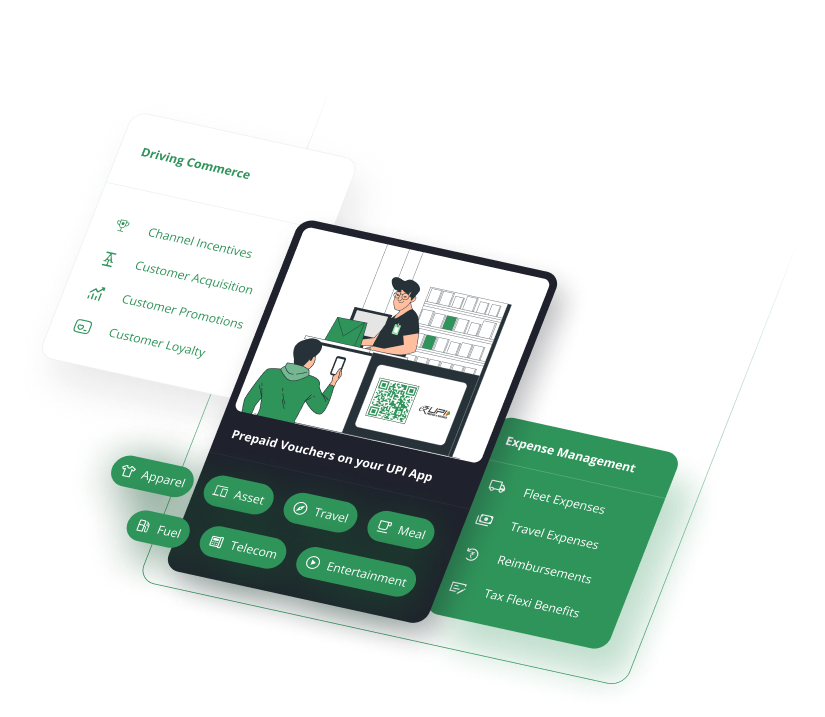 Driving Commerce
Channel Incentives
Customer Acquisition
Customer Promotions
Customer Loyalty
UPI
Prepaid Vouchers on your UPI App
Apparel
Asset
Travel
Meal
Fuel
Telecom
Entertainment
Expense Management
Fleet Expenses
Travel Expenses
Reimbursements
Tax Flexi Benefits